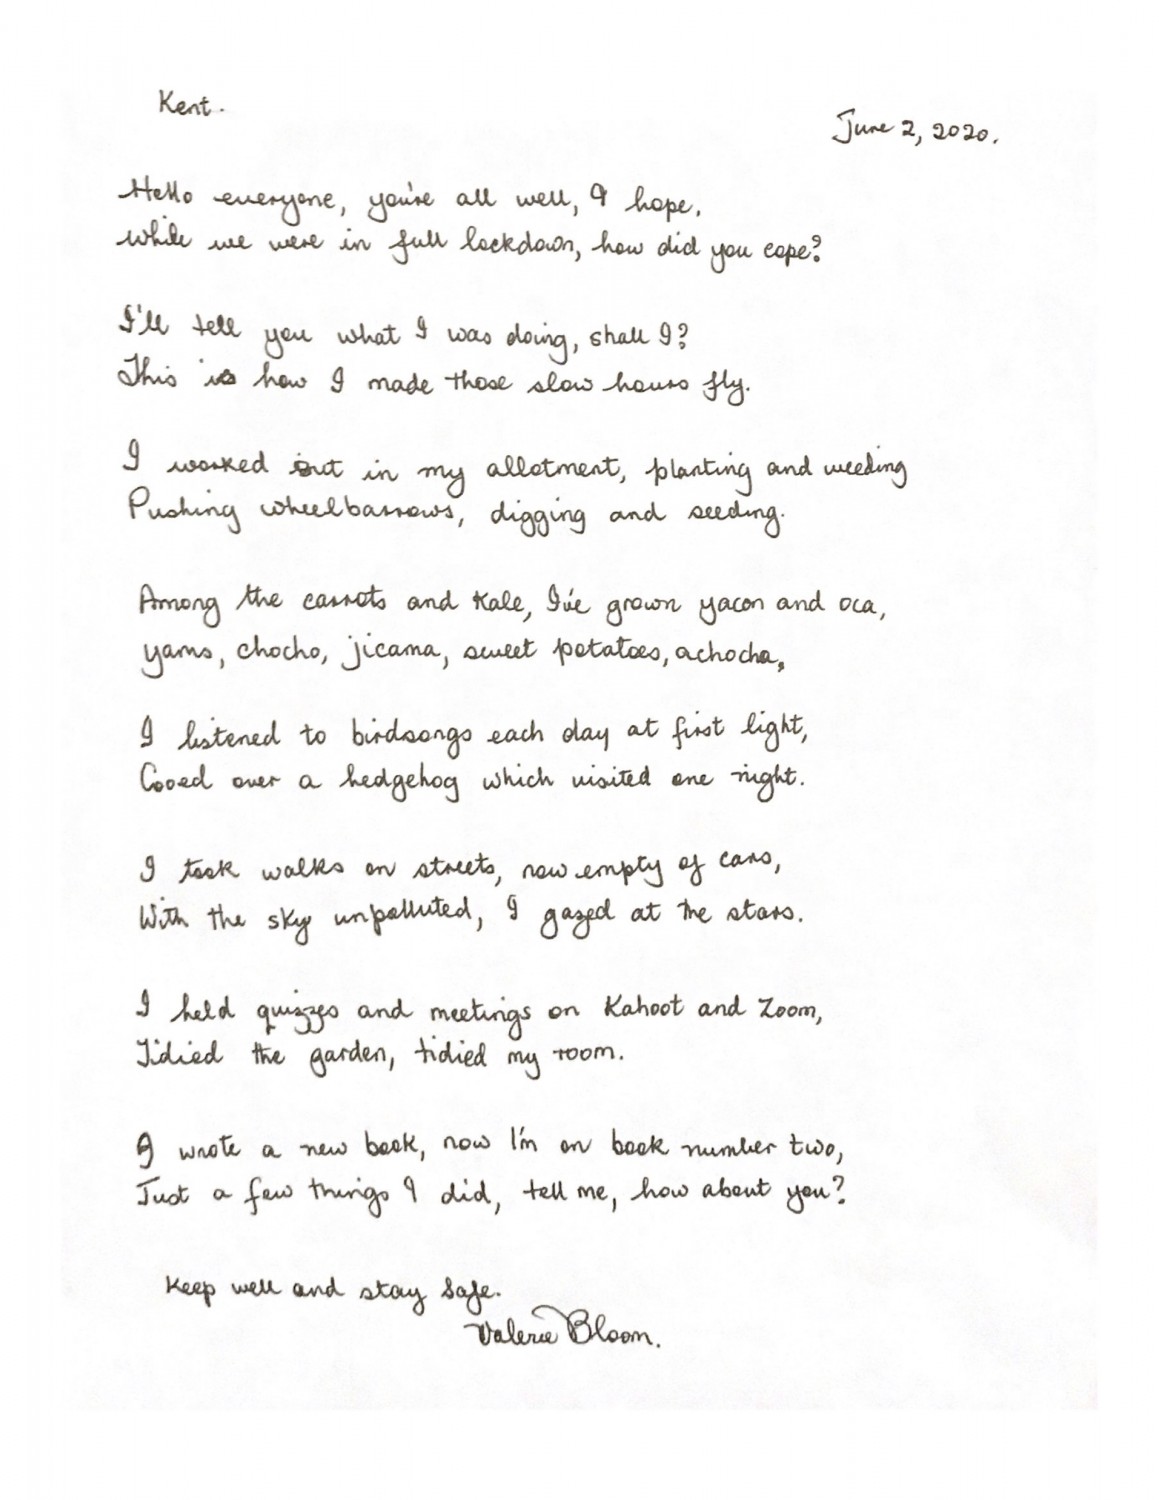 Kent.
June 2, 2020.
Hello everyone, you're all well, I hope,
While we were in full lockdown, how did you cope?
I'll tell you what I was doing, shall I?
This is how I made those slow hours fly.
I worked out in my allotment, planting and weeding
Pushing wheelbarrows, digging and seeding.
Among the carrots and kale, I've grown yacon and oca,
yams, chocho, jicama, sweet potatoes, achocha,
I listened to birdsongs each day at first light,
Cooed over a hedgehog which visited one night.
I took walks on streets, now empty of cars,
With the sky unpolluted, I gazed at the stars.
I held quizzes and meetings on Kahoot and Zoom,
Tidied the garden, tidied my room.
I wrote a new book, now I'm on book number two,
Just a few things I did, tell me, how about you?
Keep well and stay safe.
Valerie Bloom.